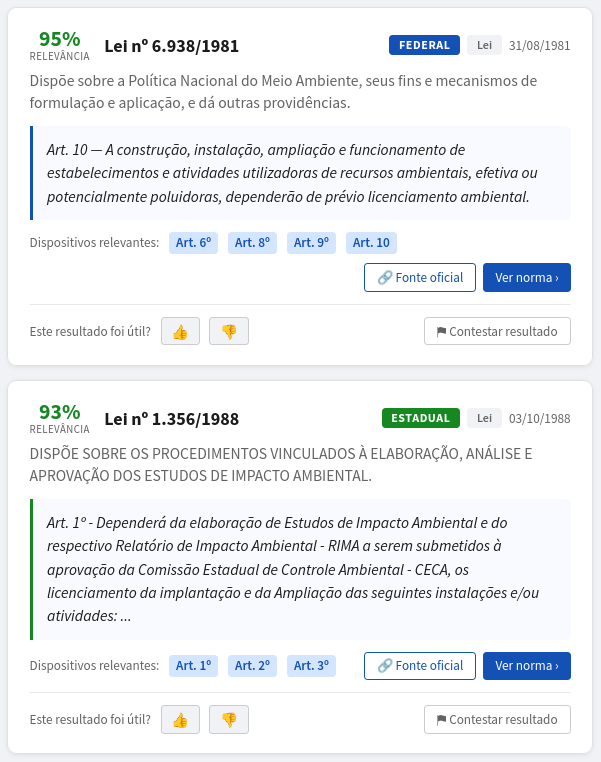 95%
RELEVÂNCIA
Lei nº 6.938/1981
FEDERAL Lei 31/08/1981
Dispõe sobre a Política Nacional do Meio Ambiente, seus fins e mecanismos de
formulação e aplicação, e dá outras providências.
Art. 10 — A construção, instalação, ampliação e funcionamento de
estabelecimentos e atividades utilizadoras de recursos ambientais, efetiva ou
potencialmente poluidoras, dependerão de prévio licenciamento ambiental.
Dispositivos relevantes: Art. 6º Art. 8º Art. 9º Art. 10
Fonte oficial Ver norma ›
Este resultado foi útil? Contestar resultado
93%
RELEVÂNCIA
Lei nº 1.356/1988
ESTADUAL Lei 03/10/1988
DISPÕE SOBRE OS PROCEDIMENTOS VINCULADOS À ELABORAÇÃO, ANÁLISE E
APROVAÇÃO DOS ESTUDOS DE IMPACTO AMBIENTAL.
Art. 1º - Dependerá da elaboração de Estudos de Impacto Ambiental e do
respectivo Relatório de Impacto Ambiental - RIMA a serem submetidos à
aprovação da Comissão Estadual de Controle Ambiental - CECA, os
licenciamento da implantação e da Ampliação das seguintes instalações e/ou
atividades: ...
Dispositivos relevantes: Art. 1º Art. 2º Art. 3º Fonte oficial Ver norma ›
Este resultado foi útil? Contestar resultado